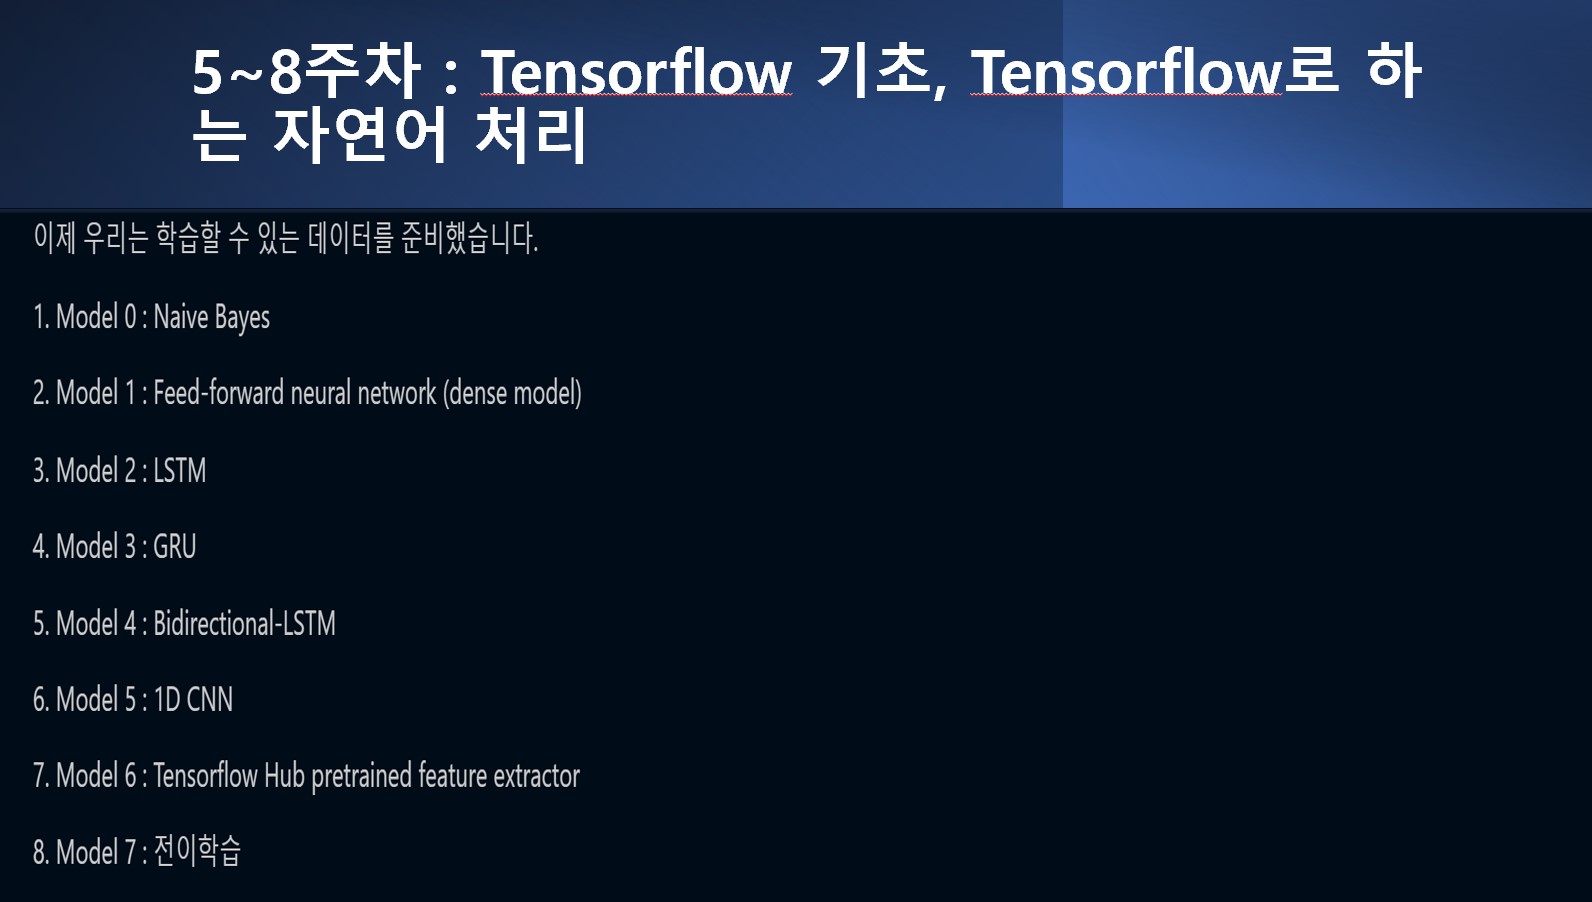 5~8주차 : Tensorflow 기초, Tensorflow로 하
는 자연어 처리
이제 우리는 학습할 수 있는 데이터를 준비했습니다.
1. Model 0 : Naive Bayes
2. Model 1 : Feed-forward neural network (dense model)
3. Model 2 : LSTM
4. Model 3 : GRU
5. Model 4 : Bidirectional-LSTM
6. Model 5 : 1D CNN
7. Model 6 : Tensorflow Hub pretrained feature extractor
8. Model 7 : 전이학습